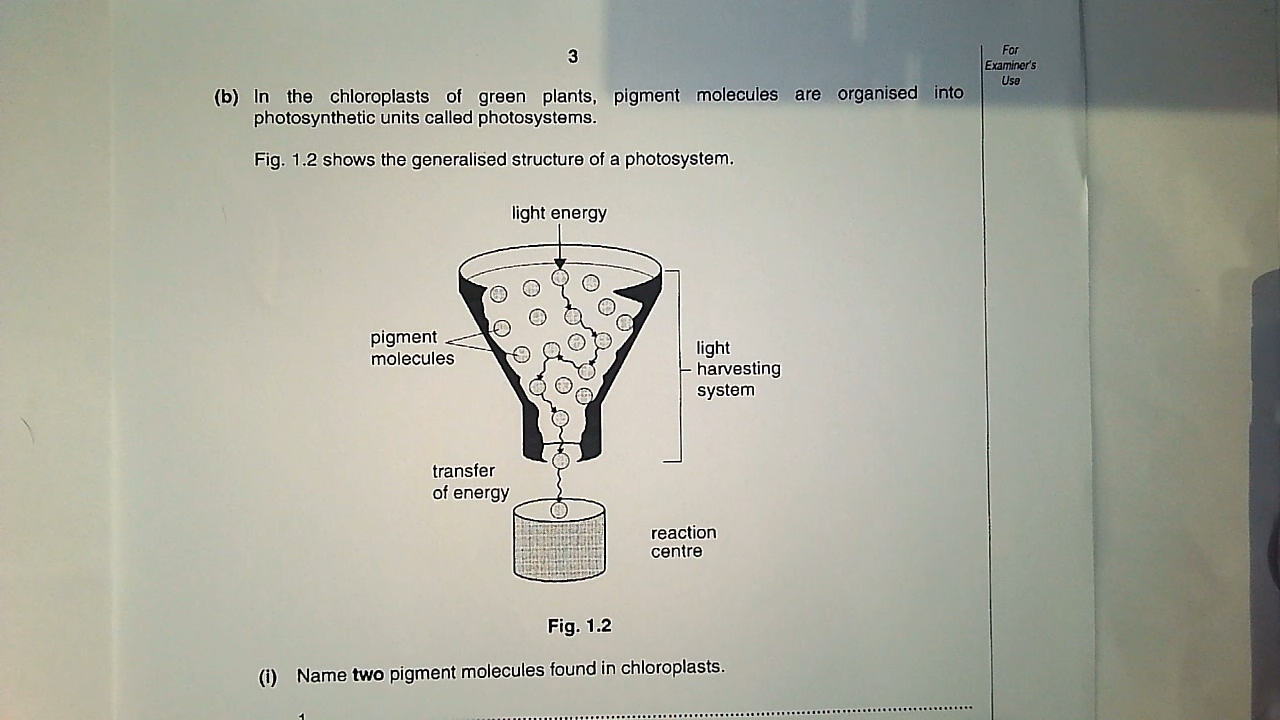 3
For
Examiner's
Use
(b) In the chloroplasts of green plants, pigment molecules are organised into
photosynthetic units called photosystems.
Fig. 1.2 shows the generalised structure of a photosystem.
light energy
pigment
molecules
light
harvesting
system
transfer
of energy
reaction
centre
Fig. 1.2
(i) Name two pigment molecules found in chloroplasts.
1